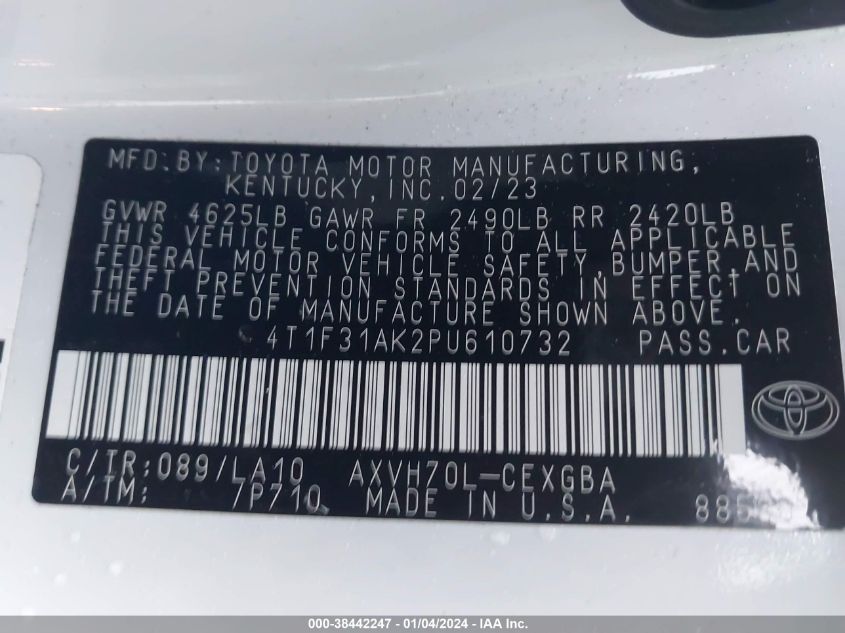 MFD.BY:TOYOTA MOTOR MANUFACTURING,
KENTUCKY,INC.02/23
GVWR 4625LB GAWR FR 2490LB RR 2420LB
THIS VEHICLE CONFORMS TO ALL APPLICABLE
FEDERAL MOTOR VEHICLE SAFETY,BUMPER,AND
THEFT PREVENTION STANDARDS IN EFFECT ON
THE DATE OF MANUFACTURE SHOWN ABOVE.
4T1F31AK2PU610732 PASS.CAR
C/TR:089/LA10 AXVH70L-CEXGBA
A/TM: /P710 MADE IN U.S.A.
000-38442247 - 01/04/2024 - IAA Inc.